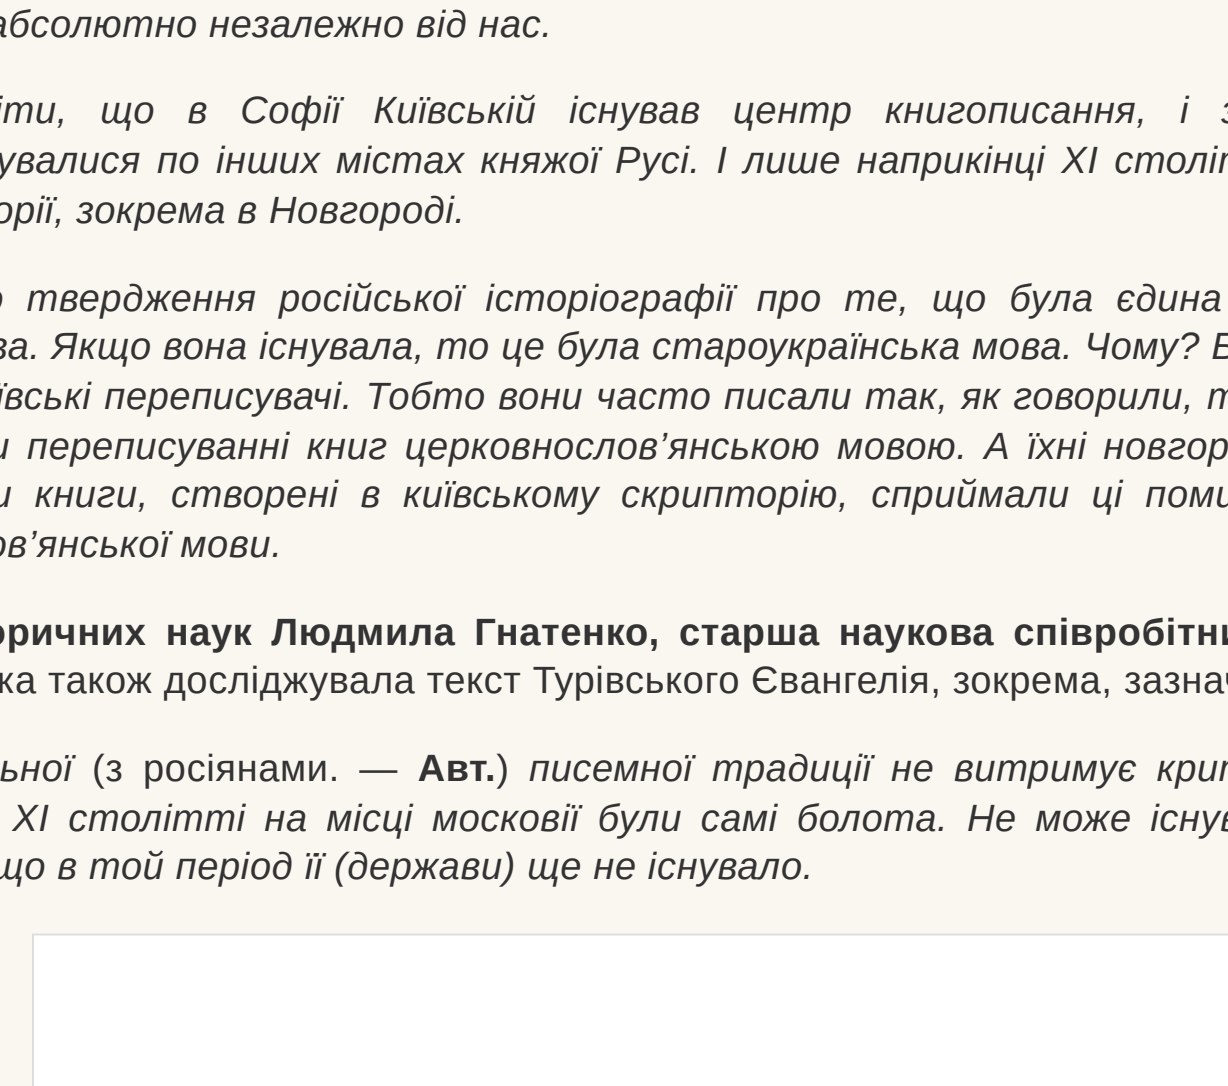 абсолютно незалежно від нас.
іти, що в Софії Київській існував центр книгописання, і з
увалися по інших містах княжої Русі. І лише наприкінці XI століт
орії, зокрема в Новгороді.
о твердження російської історіографії про те, що була єдина
ва. Якщо вона існувала, то це була староукраїнська мова. Чому? Б
ївські переписувачі. Тобто вони часто писали так, як говорили, т
и переписуванні книг церковнослов’янською мовою. А їхні новгор
и книги, створені в київському скрипторію, сприймали ці поми
ов’янської мови.
оричних наук Людмила Гнатенко, старша наукова співробітни
ка також досліджувала текст Турівського Євангелія, зокрема, зазнач
ьної (з росіянами. — Авт.) писемної традиції не витримує крит
XI столітті на місці московії були самі болота. Не може існув
що в той період її (держави) ще не існувало.